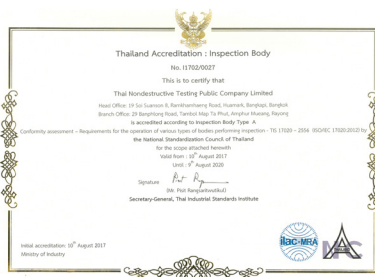 Thailand Accreditation : Inspection Body
No. I1702/0027
This is to certify that
Thai Nondestructive Testing Public Company Limited
Head Office: 19 Soi Suanson 8, Ramkhamhaeng Road, Huamark, Bangkapi, Bangkok
Branch Office: 29 Banphlong Road, Tambol Map Ta Phut, Amphur Mueang, Rayong
is accredited according to Inspection Body Type A
Conformity assessment – Requirements for the operation of various types of bodies performing inspection – TIS 17020 – 2556 (ISO/IEC 17020:2012) by
the National Standardization Council of Thailand
for the scope attached herewith
Valid from : 10th August 2017
Until : 9th August 2020
Signature
(Mr. Pisit Rangsaritwutikul)
Secretary-General, Thai Industrial Standards Institute
Initial accreditation: 10th August 2017
Ministry of Industry
ilac-MRA
NAC